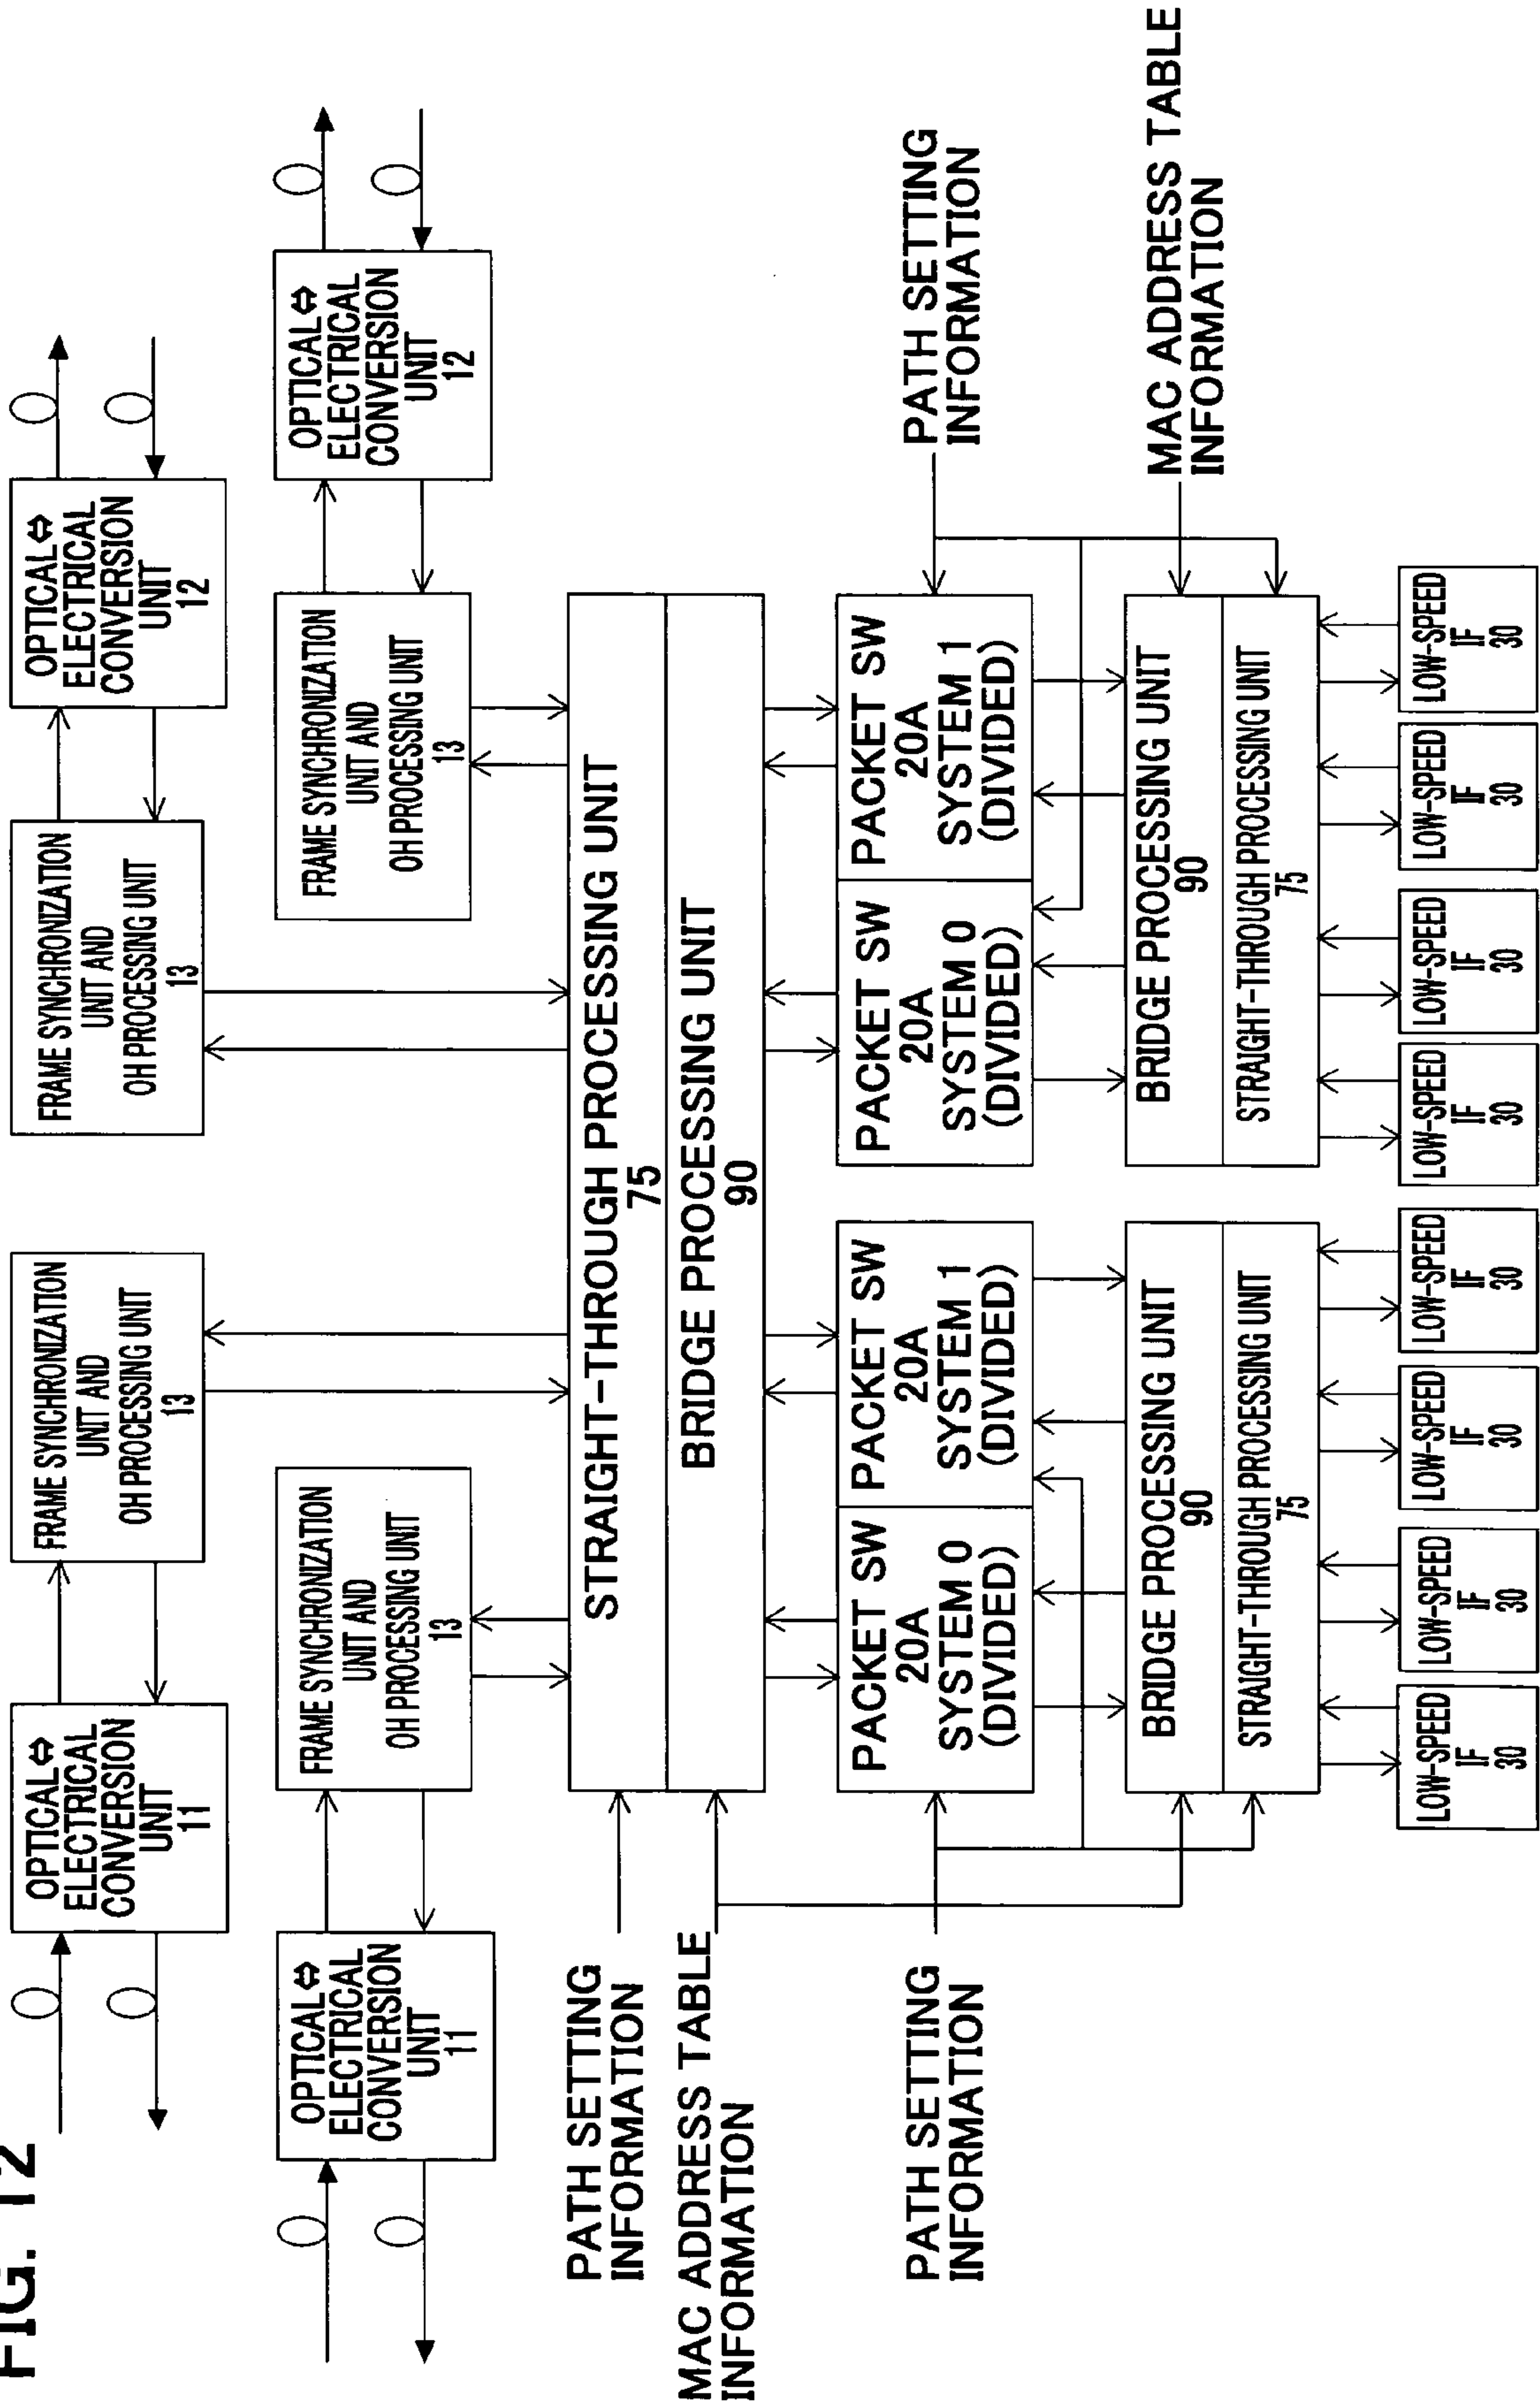 FIG. 12
OPTICAL⇔
ELECTRICAL
CONVERSION
UNIT
11
FRAME SYNCHRONIZATION
UNIT AND
OH PROCESSING UNIT
13
FRAME SYNCHRONIZATION
UNIT AND
OH PROCESSING UNIT
13
OPTICAL⇔
ELECTRICAL
CONVERSION
UNIT
12
OPTICAL⇔
ELECTRICAL
CONVERSION
UNIT
11
FRAME SYNCHRONIZATION
UNIT AND
OH PROCESSING UNIT
13
FRAME SYNCHRONIZATION
UNIT AND
OH PROCESSING UNIT
13
OPTICAL⇔
ELECTRICAL
CONVERSION
UNIT
12
PATH SETTING
INFORMATION
STRAIGHT-THROUGH PROCESSING UNIT
75
MAC ADDRESS TABLE
INFORMATION
BRIDGE PROCESSING UNIT
90
PATH SETTING
INFORMATION
PACKET SW
20A
SYSTEM 0
(DIVIDED)
PACKET SW
20A
SYSTEM 1
(DIVIDED)
PACKET SW
20A
SYSTEM 0
(DIVIDED)
PACKET SW
20A
SYSTEM 1
(DIVIDED)
PATH SETTING
INFORMATION
BRIDGE PROCESSING UNIT
90
STRAIGHT-THROUGH PROCESSING UNIT
75
BRIDGE PROCESSING UNIT
90
STRAIGHT-THROUGH PROCESSING UNIT
75
MAC ADDRESS TABLE
INFORMATION
LOW-SPEED
IF
30
LOW-SPEED
IF
30
LOW-SPEED
IF
30
LOW-SPEED
IF
30
LOW-SPEED
IF
30
LOW-SPEED
IF
30
LOW-SPEED
IF
30
LOW-SPEED
IF
30